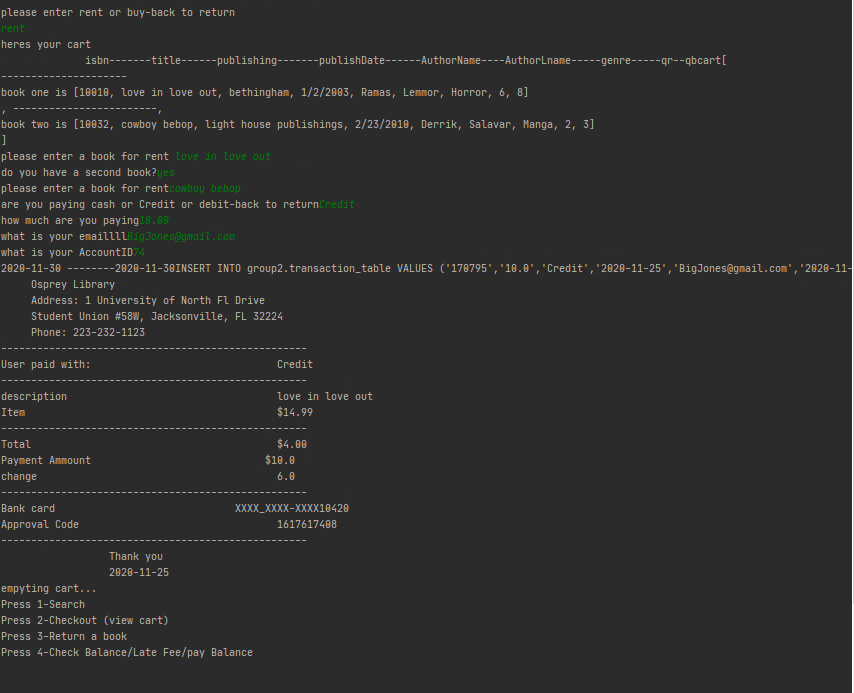 please enter rent or buy-back to return
rent
heres your cart
isbn-------title------publishing-------publishDate------AuthorName----AuthorLname-----genre-----qr--qbcart[
---------------------
book one is [10010, love in love out, bethingham, 1/2/2003, Ramas, Lemmor, Horror, 6, 8]
, ------------------------,
book two is [10032, cowboy bebop, light house publishings, 2/23/2010, Derrik, Salavar, Manga, 2, 3]
]
please enter a book for rent love in love out
do you have a second book?yes
please enter a book for rentcowboy bebop
are you paying cash or Credit or debit-back to returnCredit
how much are you paying10.00
what is your emaillllBigJones@gmail.com
what is your AccountID74
2020-11-30 --------2020-11-30INSERT INTO group2.transaction_table VALUES ('170795','10.0','Credit','2020-11-25','BigJones@gmail.com','2020-11-
Osprey Library
Address: 1 University of North Fl Drive
Student Union #58W, Jacksonville, FL 32224
Phone: 223-232-1123
---------------------------------------------------
User paid with: Credit
---------------------------------------------------
description love in love out
Item $14.99
---------------------------------------------------
Total $4.00
Payment Ammount $10.0
change 6.0
---------------------------------------------------
Bank card XXXX_XXXX-XXXX10420
Approval Code 1617617408
---------------------------------------------------
Thank you
2020-11-25
empyting cart...
Press 1-Search
Press 2-Checkout (view cart)
Press 3-Return a book
Press 4-Check Balance/Late Fee/pay Balance